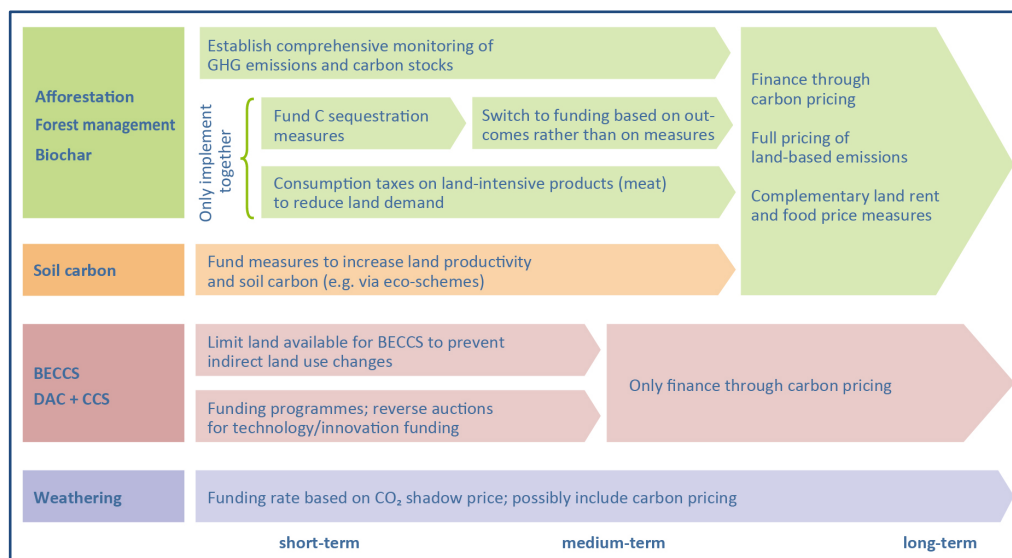 Afforestation
Forest management
Biochar
Establish comprehensive monitoring of
GHG emissions and carbon stocks
Only implement
together
Fund C sequestration
measures
Switch to funding based on out-
comes rather than on measures
Consumption taxes on land-intensive products (meat)
to reduce land demand
Finance through
carbon pricing
Full pricing of
land-based emissions
Complementary land rent
and food price measures
Soil carbon
Fund measures to increase land productivity
and soil carbon (e.g. via eco-schemes)
BECCS
DAC + CCS
Limit land available for BECCS to prevent
indirect land use changes
Funding programmes; reverse auctions
for technology/innovation funding
Only finance through carbon pricing
Weathering
Funding rate based on CO₂ shadow price; possibly include carbon pricing
short-term
medium-term
long-term